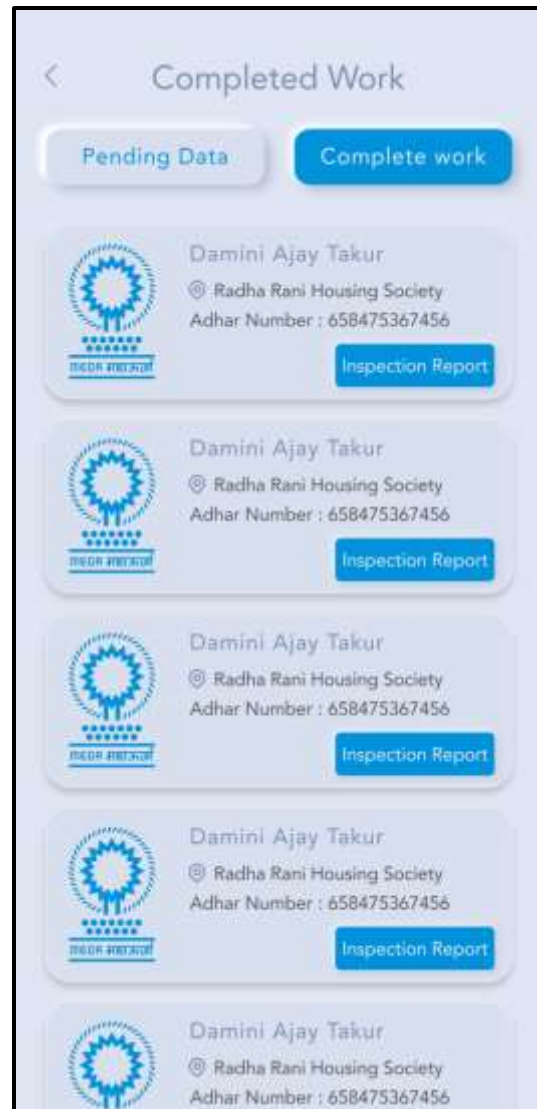 Completed Work
Pending Data
Complete work
Damini Ajay Takur
Radha Rani Housing Society
Adhar Number : 658475367456
Inspection Report
Damini Ajay Takur
Radha Rani Housing Society
Adhar Number : 658475367456
Inspection Report
Damini Ajay Takur
Radha Rani Housing Society
Adhar Number : 658475367456
Inspection Report
Damini Ajay Takur
Radha Rani Housing Society
Adhar Number : 658475367456
Inspection Report
Damini Ajay Takur
Radha Rani Housing Society
Adhar Number : 658475367456